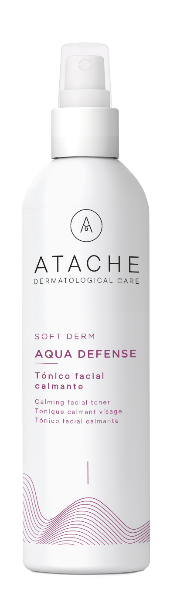 ATACHE
DERMATOLOGICAL CARE
SOFT DERM
AQUA DEFENSE
Tónico facial
calmante
Calming facial toner
Tonique calmant visage
Tónico facial calmante